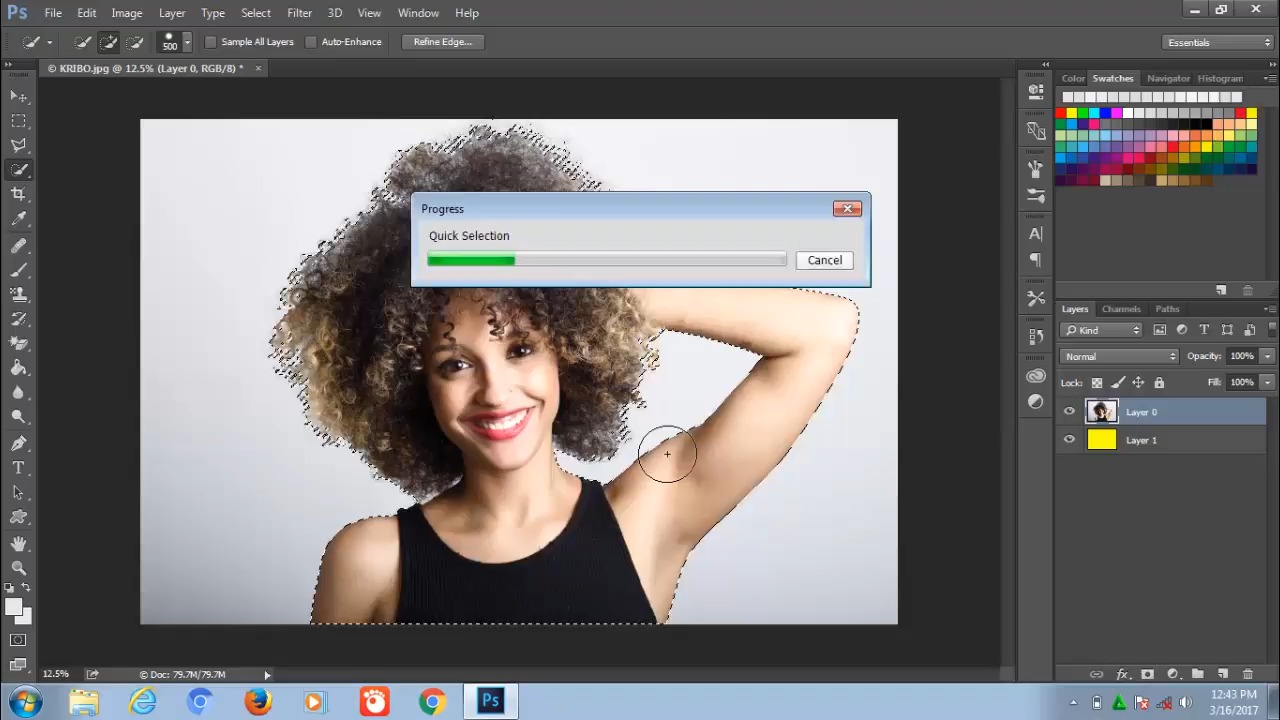 Ps File Edit Image Layer Type Select Filter 3D View Window Help
500 Sample All Layers Auto-Enhance Refine Edge... Essentials
© KRIBO.jpg @ 12.5% (Layer 0, RGB/8) * ×
Color Swatches Navigator Histogram
Progress
Quick Selection
Cancel
Layers Channels Paths
Kind
Normal Opacity: 100%
Lock: Fill: 100%
Layer 0
Layer 1
12.5% © Doc: 79.7M/79.7M
Ps
12:43 PM
3/16/2017